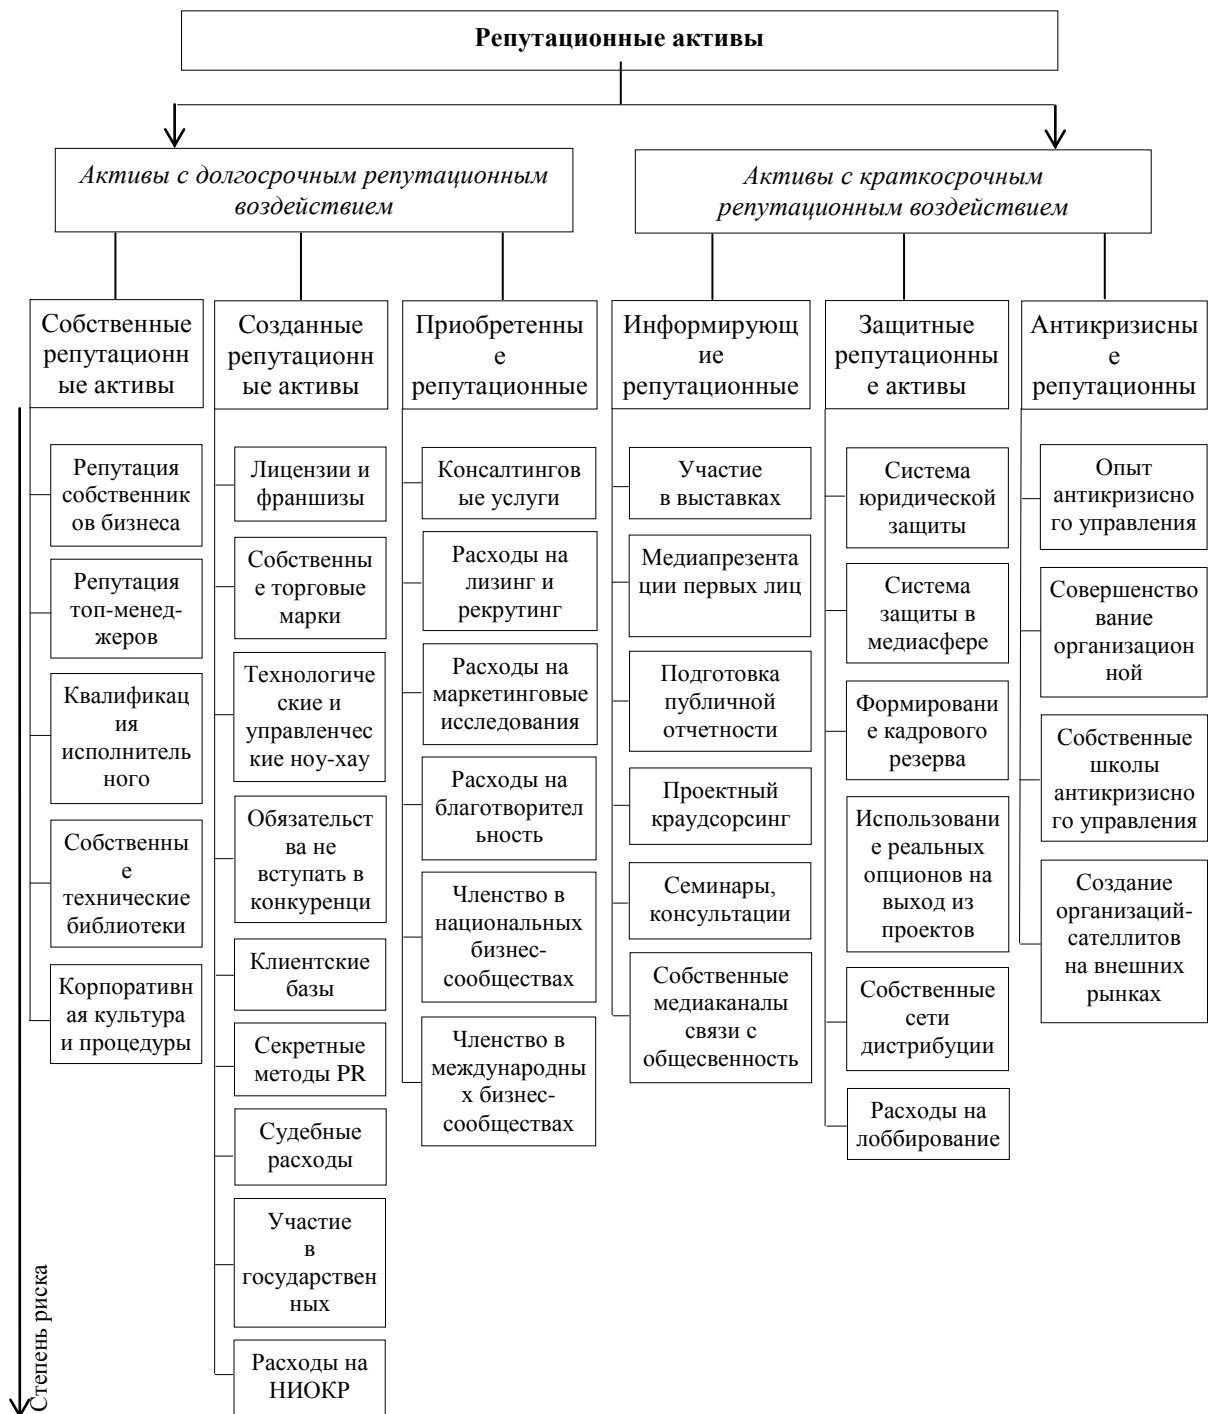 Репутационные активы
Активы с долгосрочным репутационным
воздействием
Активы с краткосрочным
репутационным воздействием
Собственные
репутационн
ые активы
Созданные
репутационн
ые активы
Приобретенны
е
репутационные
Информирующ
ие
репутационные
Защитные
репутационны
е активы
Антикризисны
е
репутационны
Репутация
собственник
ов бизнеса
Репутация
топ-менед-
жеров
Квалификац
ия
исполнитель
ного
Собственны
е
технические
библиотеки
Корпоративн
ая культура
и процедуры
Лицензии и
франшизы
Собственны
е торговые
марки
Технологиче
ские и
управленчес
кие ноу-хау
Обязательст
ва не
вступать в
конкуренци
Клиентские
базы
Секретные
методы PR
Судебные
расходы
Участие
в
государствен
ных
Расходы на
НИОКР
Консалтингов
ые услуги
Расходы на
лизинг и
рекрутинг
Расходы на
маркетинговые
исследования
Расходы на
благотворител
ьность
Членство в
национальных
бизнес-
сообществах
Членство в
международны
х бизнес-
сообществах
Участие
в выставках
Медиапрезента
ции первых лиц
Подготовка
публичной
отчетности
Проектный
краудсорсинг
Семинары,
консультации
Собственные
медиаканалы
связи с
общесвенность
Система
юридической
защиты
Система
защиты в
медиасфере
Формировани
е кадрового
резерва
Использовани
е реальных
опционов на
выход из
проектов
Собственные
сети
дистрибуции
Расходы на
лоббирование
Опыт
антикризисно
го управления
Совершенство
вание
организацион
ной
Собственные
школы
антикризисно
го управления
Создание
организаций-
сателлитов
на внешних
рынках
Степень риска